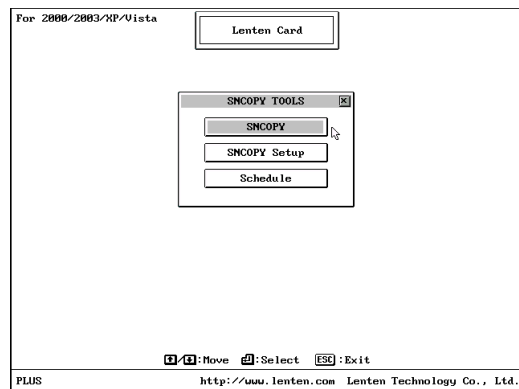 For 2000/2003/XP/Vista
Lenten Card
SNCOPY TOOLS
SNCOPY
SNCOPY Setup
Schedule
:Move :Select ESC :Exit
PLUS http://www.lenten.com Lenten Technology Co., Ltd.